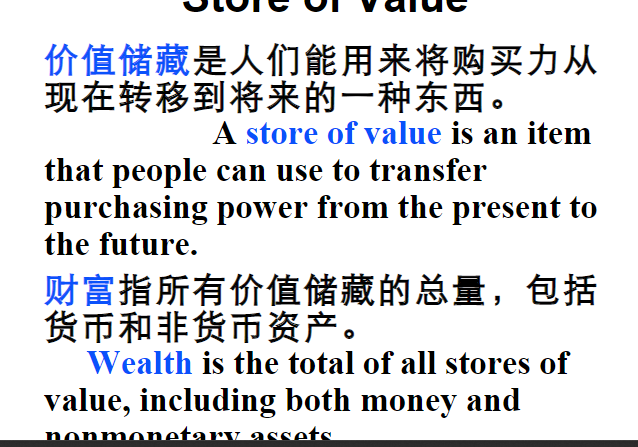 Store of Value
价值储藏是人们能用来将购买力从
现在转移到将来的一种东西。
A store of value is an item
that people can use to transfer
purchasing power from the present to
the future.
财富指所有价值储藏的总量，包括
货币和非货币资产。
Wealth is the total of all stores of
value, including both money and
nonmonetary assets